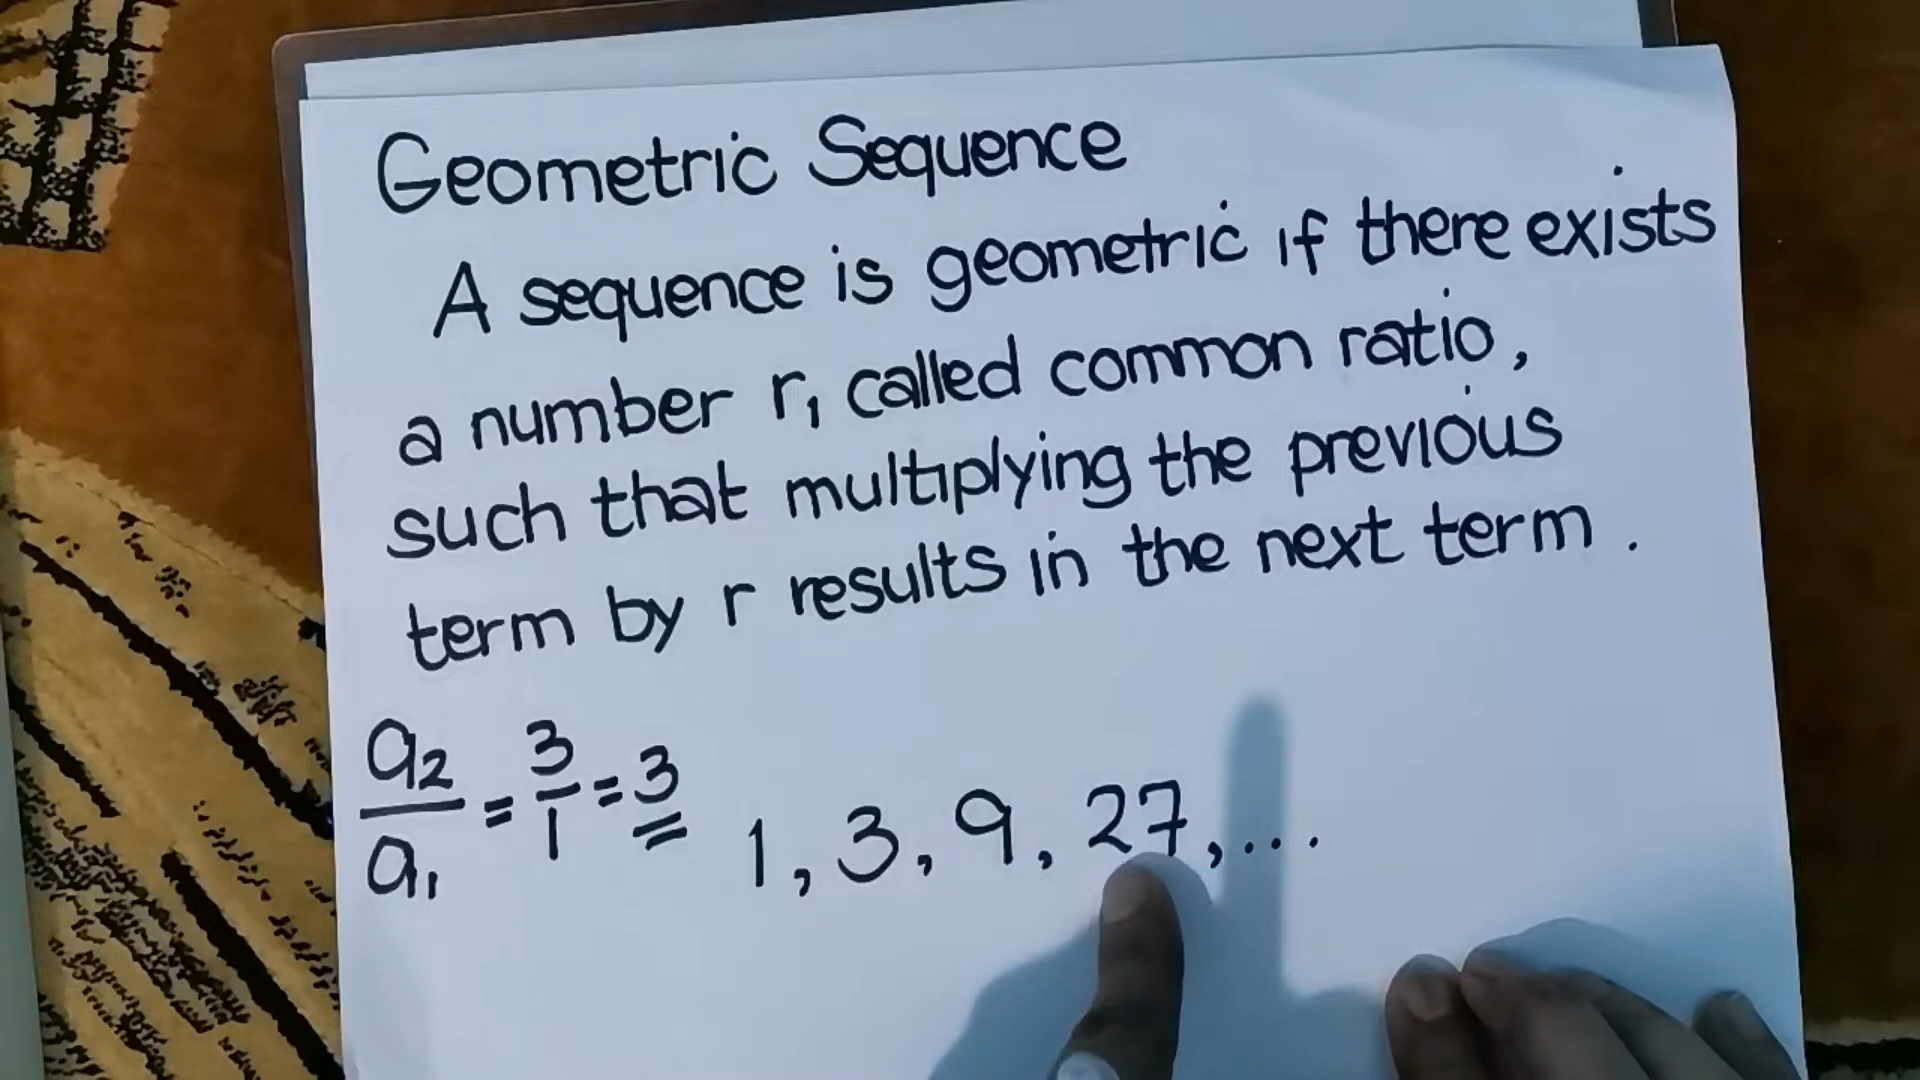 Geometric Sequence
A sequence is geometric if there exists
a number r, called common ratio,
such that multiplying the previous
term by r results in the next term.
a₂/a₁ = 3/1 = 3 1, 3, 9, 27, ...